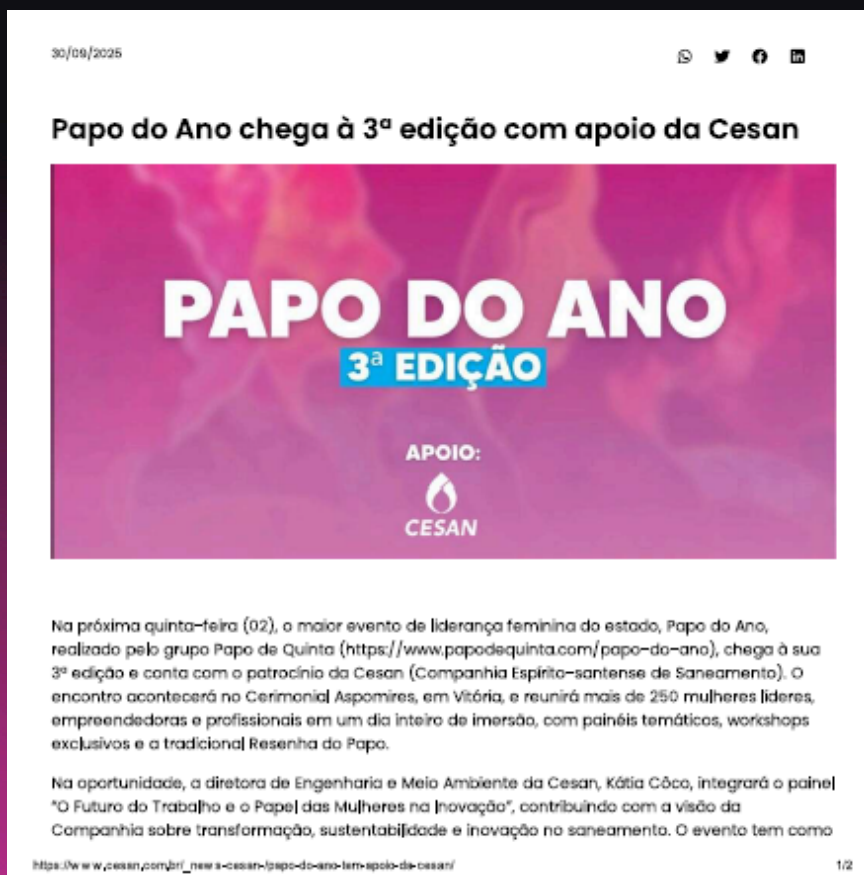 30/09/2025
Papo do Ano chega à 3ª edição com apoio da Cesan
PAPO DO ANO
3ª EDIÇÃO
APOIO:
CESAN
Na próxima quinta-feira (02), o maior evento de liderança feminina do estado, Papo do Ano,
realizado pelo grupo Papo de Quinta (https://www.papodequinta.com/papo-do-ano), chega à sua
3ª edição e conta com o patrocínio da Cesan (Companhia Espírito-santense de Saneamento). O
encontro acontecerá no Cerimonial Aspomires, em Vitória, e reunirá mais de 250 mulheres líderes,
empreendedoras e profissionais em um dia inteiro de imersão, com painéis temáticos, workshops
exclusivos e a tradicional Resenha do Papo.
Na oportunidade, a diretora de Engenharia e Meio Ambiente da Cesan, Kátia Côco, integrará o painel
"O Futuro do Trabalho e o Papel das Mulheres na Inovação", contribuindo com a visão da
Companhia sobre transformação, sustentabilidade e inovação no saneamento. O evento tem como
https://www.cesan.com.br/_news-cesan-/papo-do-ano-tem-apoio-da-cesan/
1/2